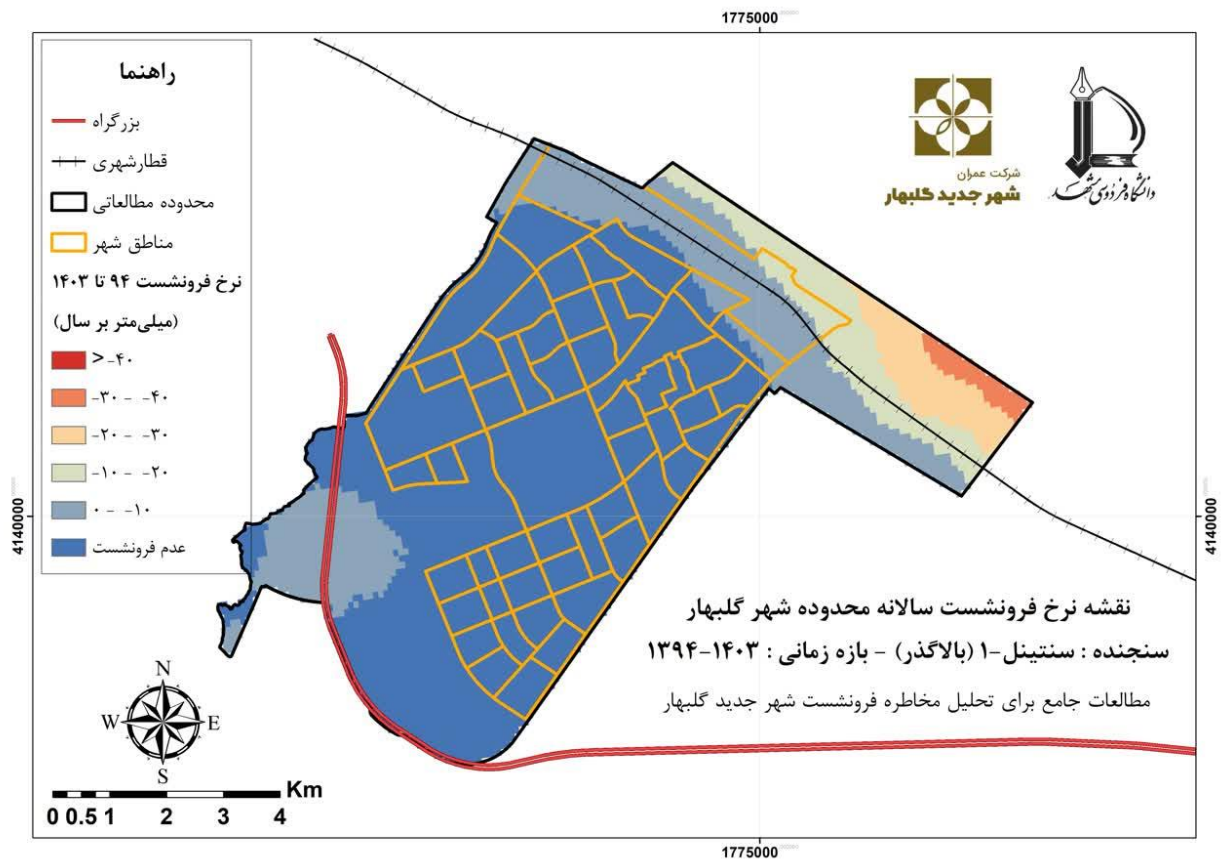 1775000
راهنما
بزرگراه
قطارشهری
محدوده مطالعاتی
مناطق شهر
نرخ فرونشست ۹۴ تا ۱۴۰۳
(میلی‌متر بر سال)
> -۴۰
-۳۰ - -۴۰
-۲۰ - -۳۰
-۱۰ - -۲۰
۰ - -۱۰
عدم فرونشست
شرکت عمران
شهر جدید گلبهار
دانشگاه فردوسی مشهد
4140000
4140000
نقشه نرخ فرونشست سالانه محدوده شهر گلبهار
سنجنده : سنتینل-۱ (بالاگذر) - بازه زمانی : ۱۴۰۳-۱۳۹۴
مطالعات جامع برای تحلیل مخاطره فرونشست شهر جدید گلبهار
N
W E
S
Km
0 0.5 1 2 3 4
1775000